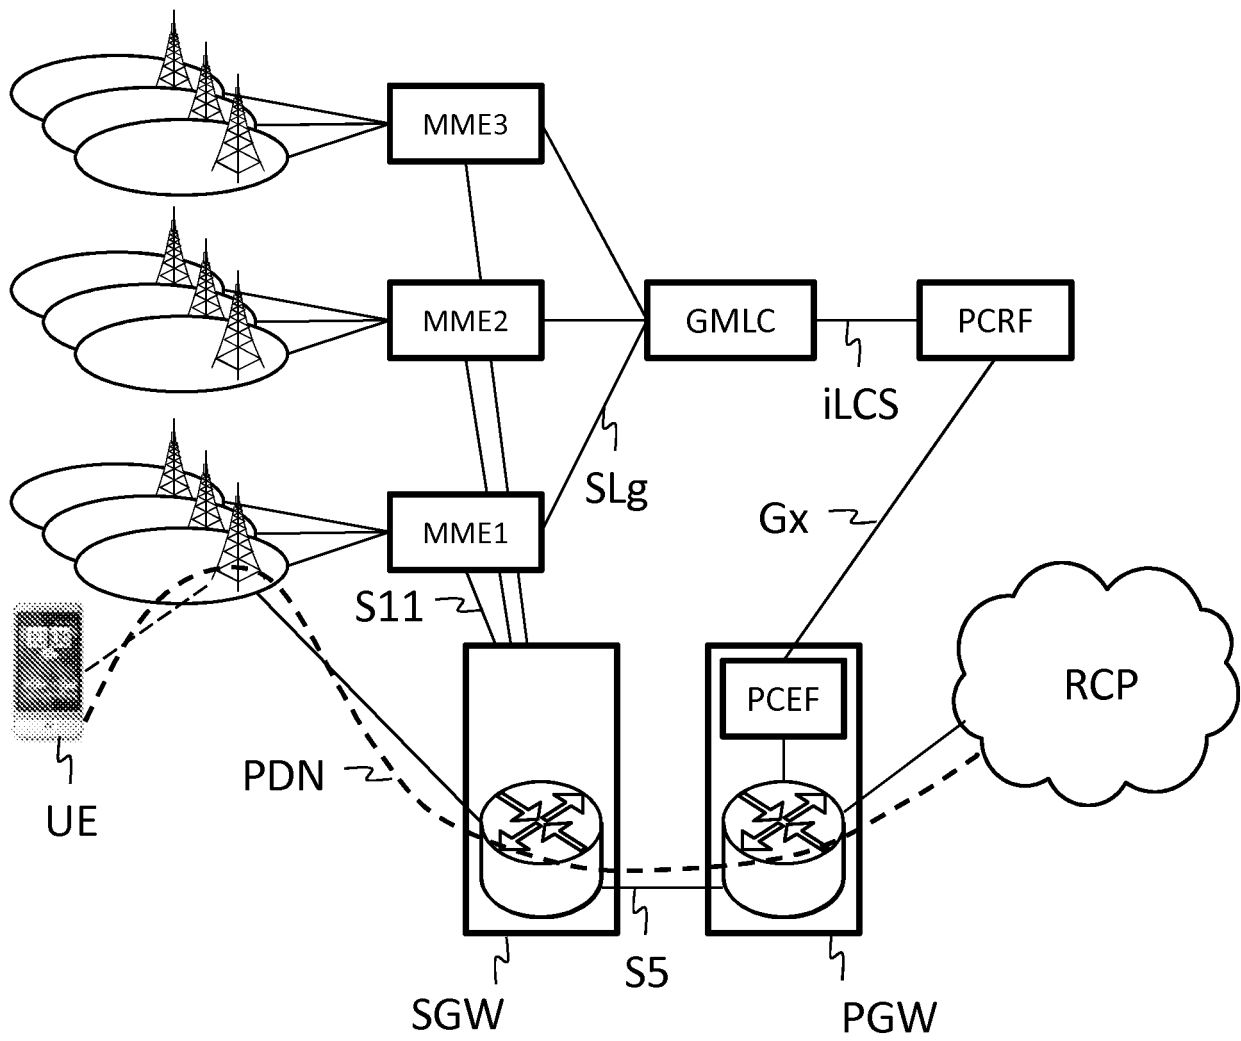 MME3
MME2
GMLC
PCRF
iLCS
SLg
Gx
MME1
S11
RCP
PCEF
PDN
UE
S5
SGW
PGW